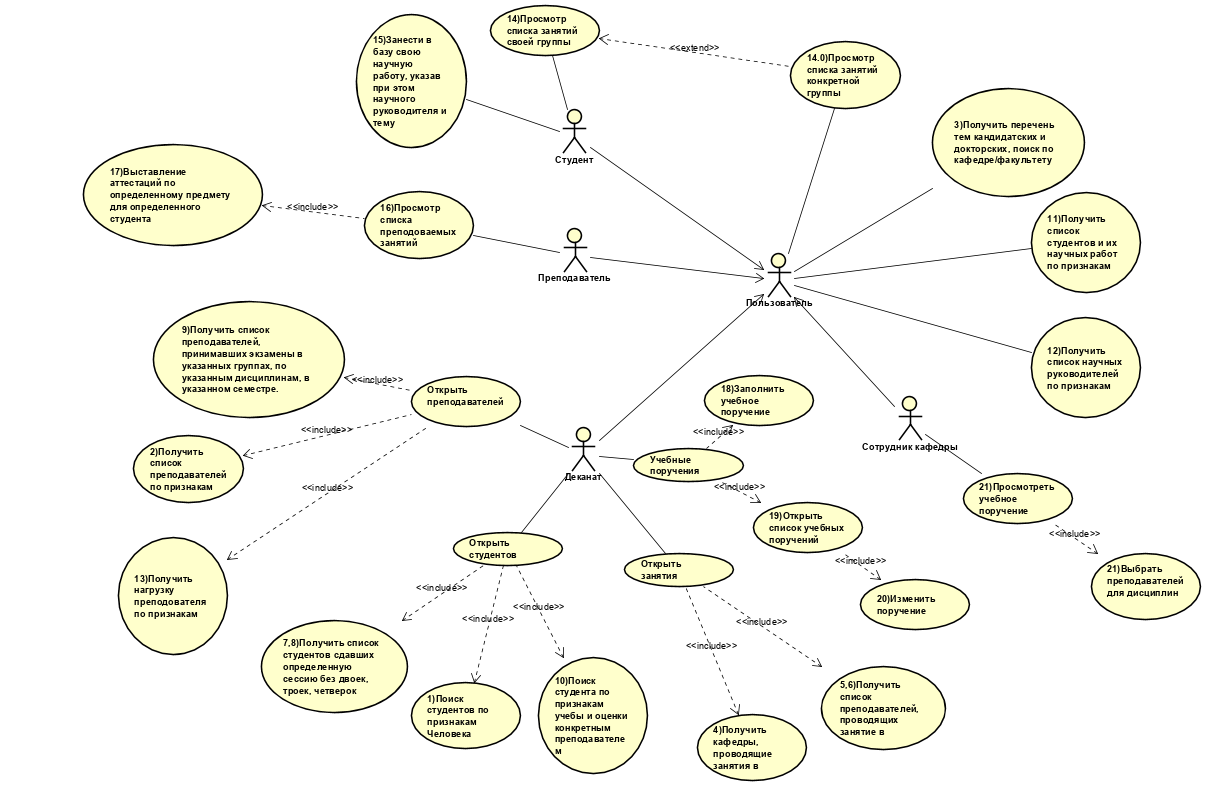 14)Просмотр
списка занятий
своей группы
15)Занести в
базу свою
научную
работу, указав
при этом
научного
руководителя и
тему
<<extend>>
14.0)Просмотр
списка занятий
конкретной
группы
Студент
3)Получить перечень
тем кандидатских и
докторских, поиск по
кафедре/факультету
17)Выставление
аттестаций по
определенному предмету
для определенного
студента
<<include>>
16)Просмотр
списка
преподоваемых
занятий
Преподаватель
11)Получить
список
студентов и их
научных работ
по признакам
Пользователь
12)Получить
список научных
руководителей
по признакам
9)Получить список
преподавателей,
принимавших экзамены в
указанных группах, по
указанным дисциплинам, в
указанном семестре.
<<include>>
Открыть
преподавателей
2)Получить
список
преподавателей
по признакам
<<include>>
<<include>>
13)Получить
нагрузку
преподователя
по признакам
Деканат
18)Заполнить
учебное
поручение
<<include>>
Учебные
поручения
<<include>>
19)Открыть
список учебных
поручений
<<include>>
20)Изменить
поручение
Сотрудник кафедры
21)Просмотреть
учебное
поручение
<<include>>
21)Выбрать
преподавателей
для дисциплин
Открыть
студентов
<<include>>
<<include>>
<<include>>
7,8)Получить список
студентов сдавших
определенную
сессию без двоек,
троек, четверок
1)Поиск
студентов по
признакам
Человека
10)Поиск
студента по
признакам
учебы и оценки
конкретным
преподавателе
м
Открыть
занятия
<<include>>
<<include>>
4)Получить
кафедры,
проводящие
занятия в
5,6)Получить
список
преподавателей,
проводящих
занятие в